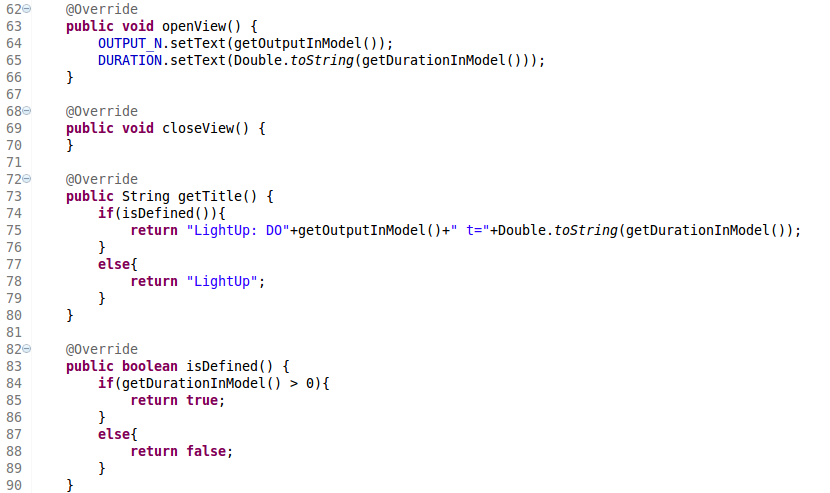 62 @Override
63 public void openView() {
64 OUTPUT_N.setText(getOutputInModel());
65 DURATION.setText(Double.toString(getDurationInModel()));
66 }
67
68 @Override
69 public void closeView() {
70 }
71
72 @Override
73 public String getTitle() {
74 if(isDefined()){
75 return "LightUp: DO"+getOutputInModel()+" t="+Double.toString(getDurationInModel());
76 }
77 else{
78 return "LightUp";
79 }
80 }
81
82 @Override
83 public boolean isDefined() {
84 if(getDurationInModel() > 0){
85 return true;
86 }
87 else{
88 return false;
89 }
90 }